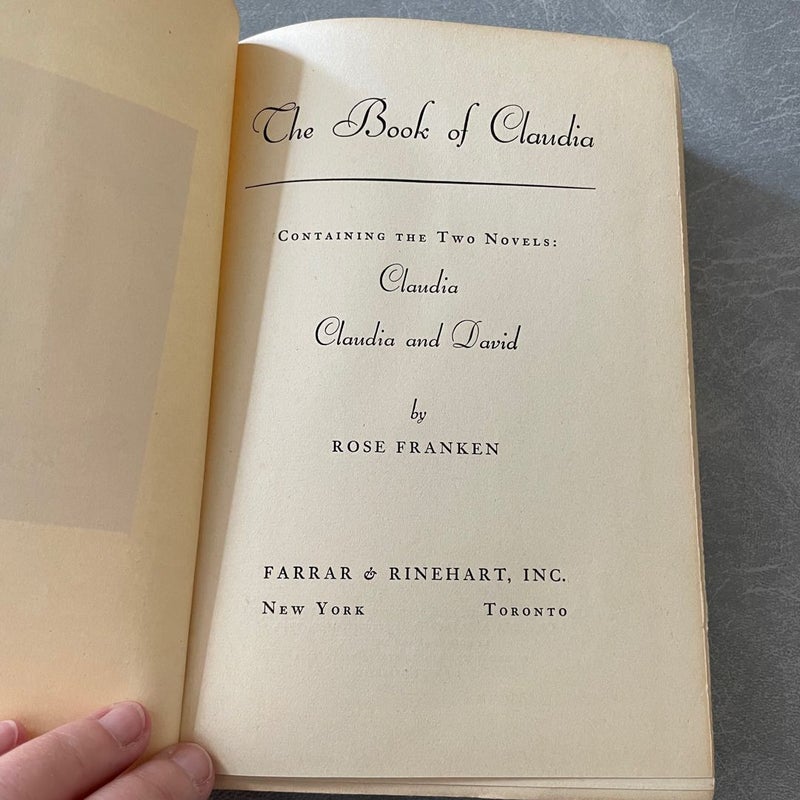 The Book of Claudia
Containing the Two Novels:
Claudia
Claudia and David
by
ROSE FRANKEN
FARRAR & RINEHART, INC.
New York Toronto